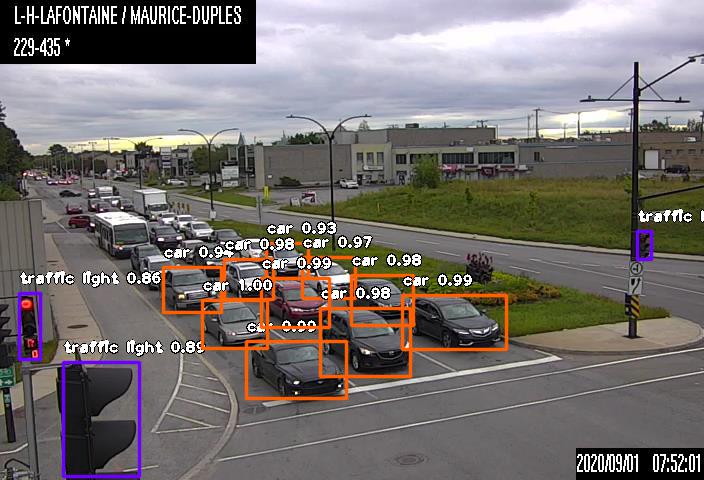 L-H-LAFONTAINE / MAURICE-DUPLES
229-435 *
car 0.93
car 0.94
car 0.98
car 0.97
car 0.99
car 0.98
car 1.00
car 0.99
car 0.98
car 0.99
traffic light 0.86
traffic light 0.89
traffic
2020/09/01 07:52:01